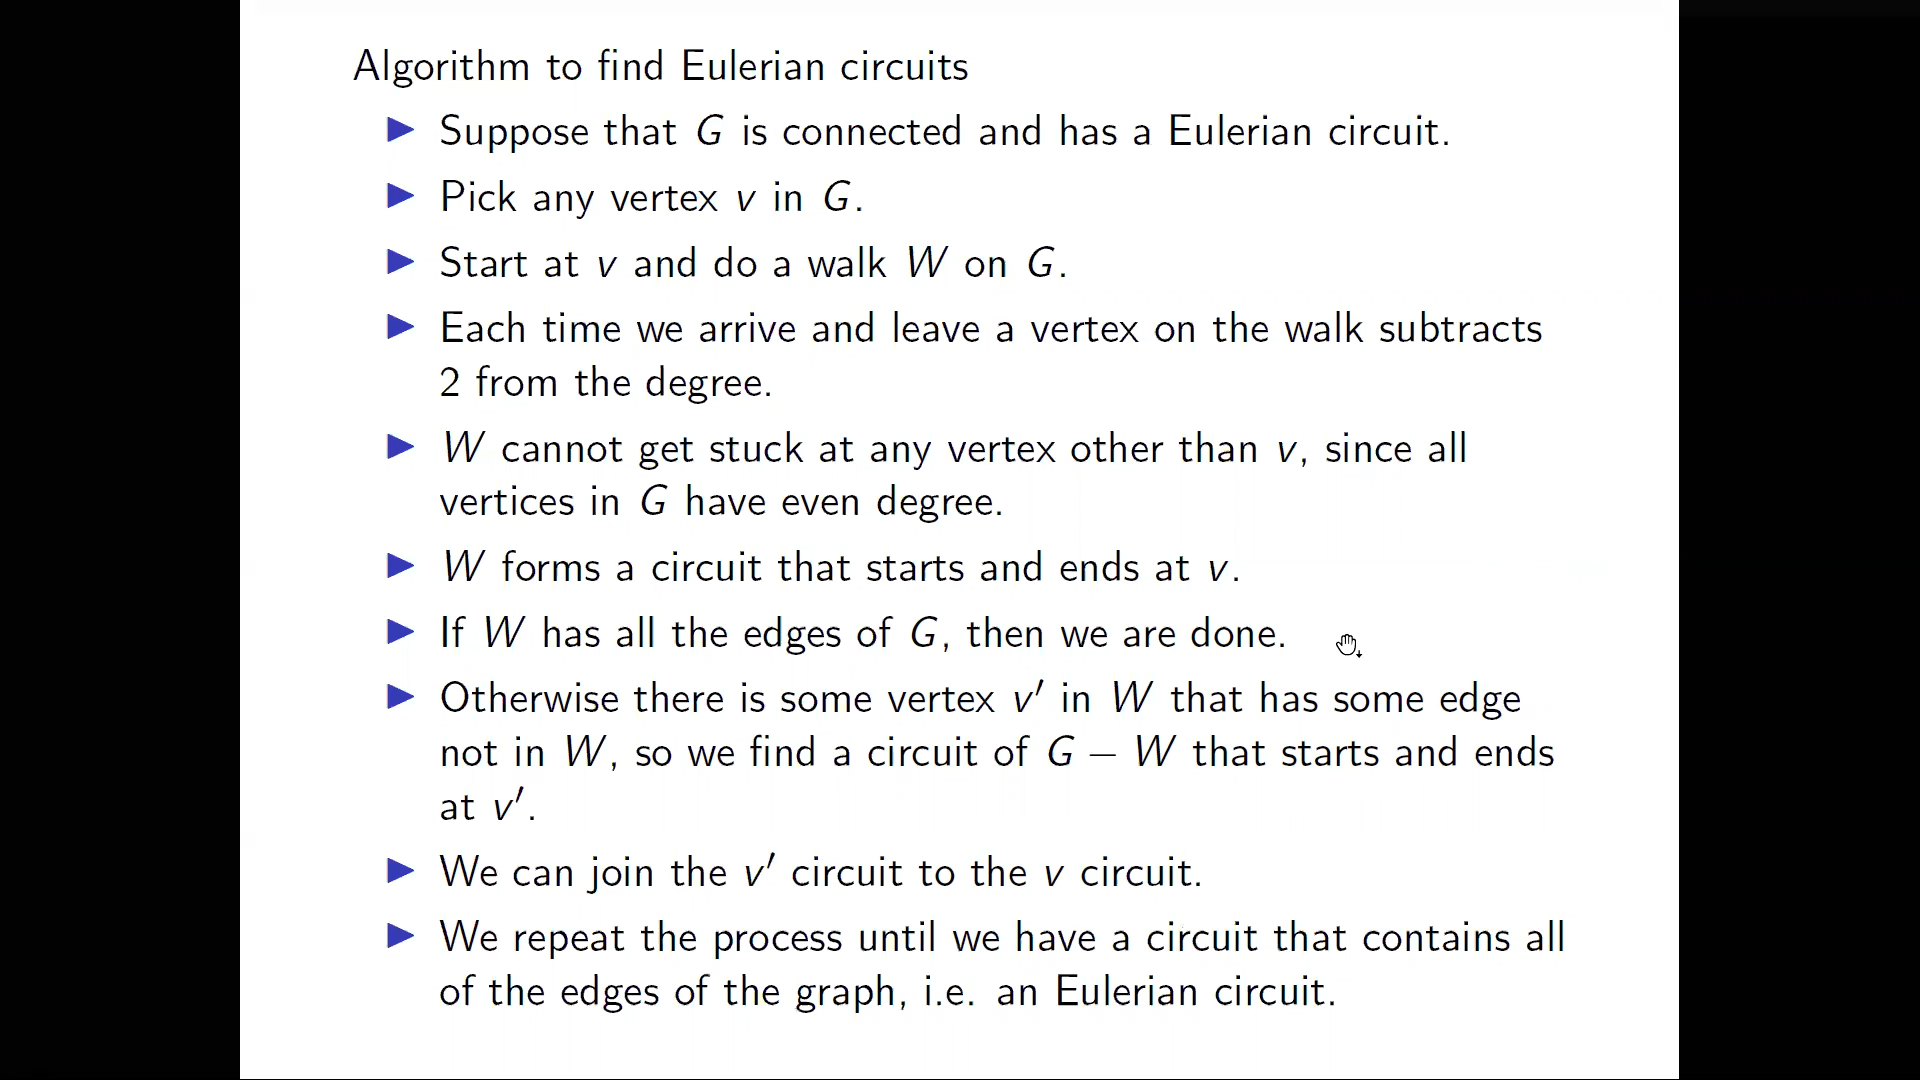 Algorithm to find Eulerian circuits
▶ Suppose that G is connected and has a Eulerian circuit.
▶ Pick any vertex v in G.
▶ Start at v and do a walk W on G.
▶ Each time we arrive and leave a vertex on the walk subtracts
2 from the degree.
▶ W cannot get stuck at any vertex other than v, since all
vertices in G have even degree.
▶ W forms a circuit that starts and ends at v.
▶ If W has all the edges of G, then we are done.
▶ Otherwise there is some vertex v′ in W that has some edge
not in W, so we find a circuit of G − W that starts and ends
at v′.
▶ We can join the v′ circuit to the v circuit.
▶ We repeat the process until we have a circuit that contains all
of the edges of the graph, i.e. an Eulerian circuit.